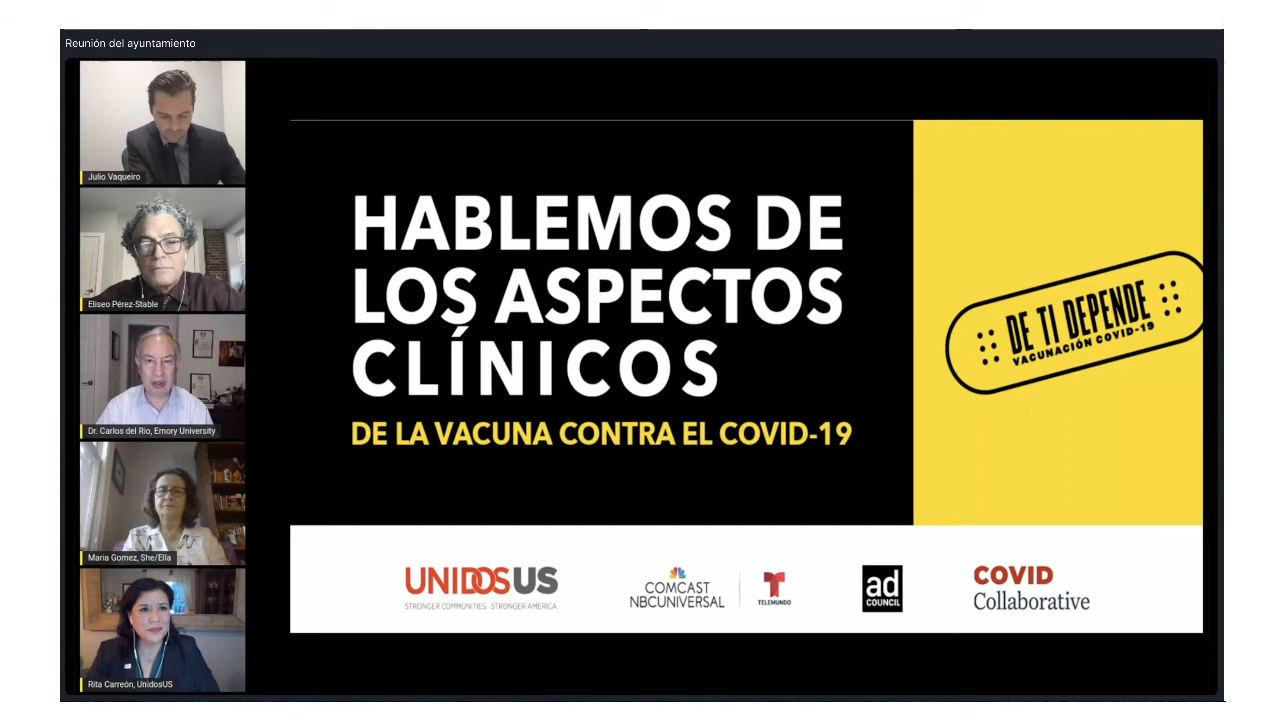 Reunión del ayuntamiento
Julio Vaqueiro
Eliseo Pérez-Stable
Dr. Carlos del Rio, Emory University
Maria Gomez, She/Ella
Rita Carreón, UnidosUS
HABLEMOS DE
LOS ASPECTOS
CLÍNICOS
DE LA VACUNA CONTRA EL COVID-19
DE TI DEPENDE
VACUNACIÓN COVID-19
UNIDOSUS
STRONGER COMMUNITIES. STRONGER AMERICA.
COMCAST
NBCUNIVERSAL
TELEMUNDO
ad
COUNCIL
COVID
Collaborative